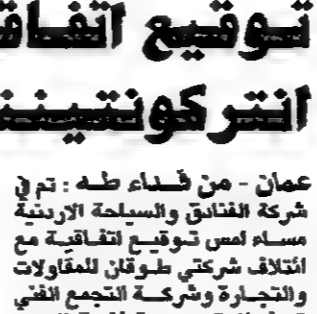 توقيع اتفاق
انتركونتينن
عمان - من فداء طه : تم في
شركة الفنادق والسياحة الاردنية
مساء امس توقيع اتفاقية مع
ائتلاف شركتي طوقان للمقاولات
والتجارة وشركة التجمع الفني